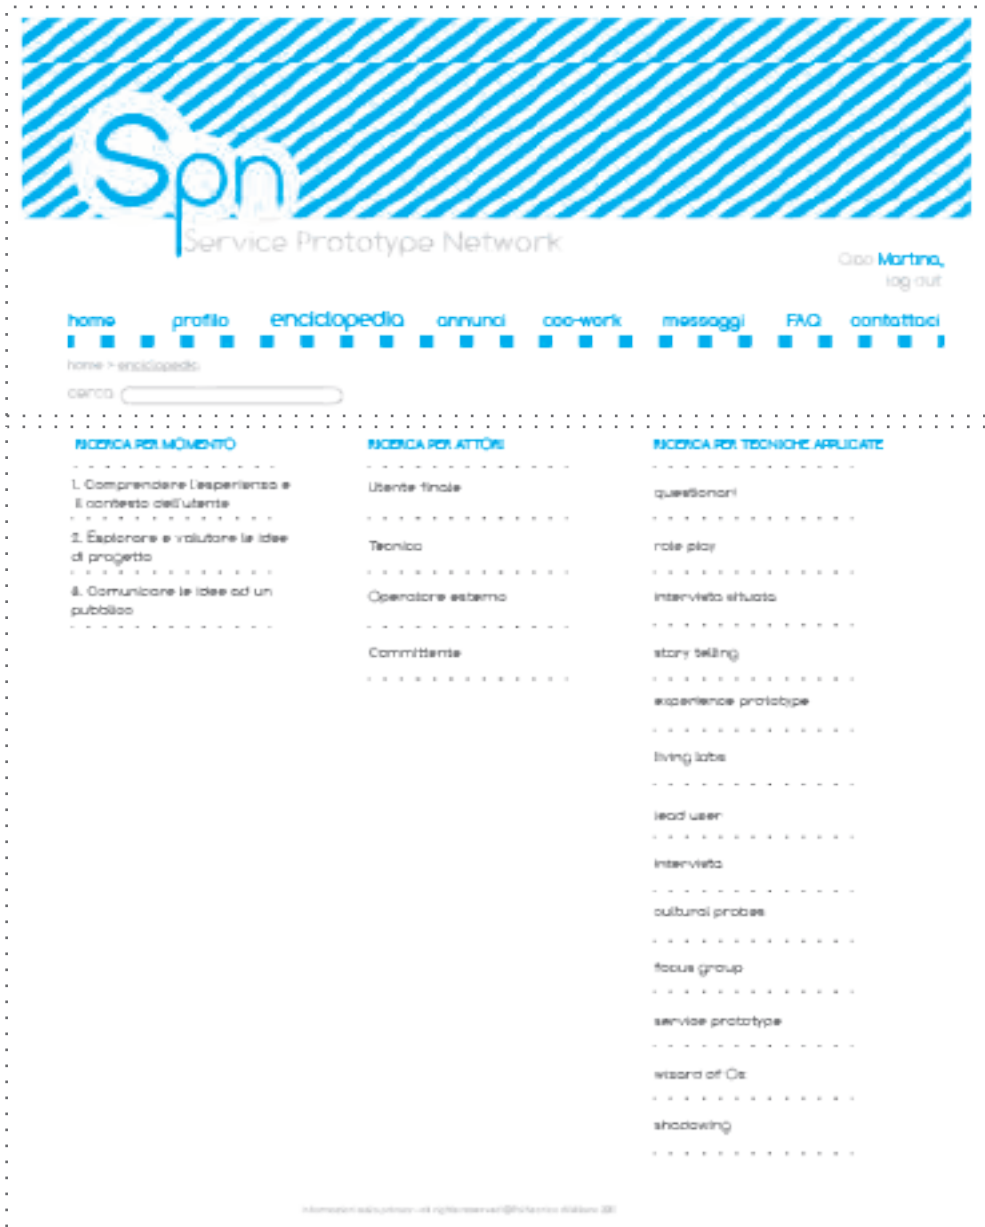 Spn
Service Prototype Network
Ciao Martina,
log out
home profilo enciclopedia annunci coo-work messaggi FAQ contattaci
home > enciclopedia
cerca
RICERCA PER MOMENTO
1. Comprendere l'esperienza e
il contesto dell'utente
2. Esplorare e valutare le idee
di progetto
3. Comunicare le idee ad un
pubblico
RICERCA PER ATTORI
Utente finale
Tecnico
Operatore esterno
Committente
RICERCA PER TECNICHE APPLICATE
questionari
role play
intervista situata
story telling
experience prototype
living labs
lead user
intervista
cultural probes
focus group
service prototype
wizard of Oz
shadowing